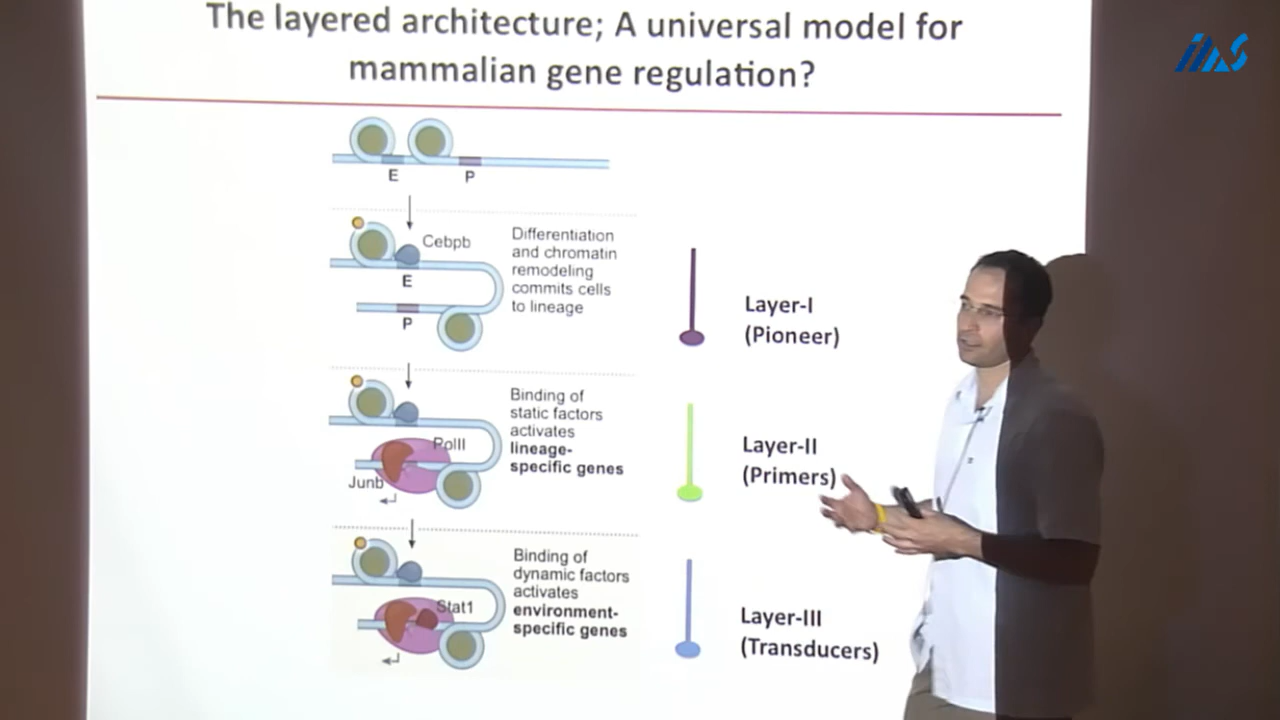 The layered architecture; A universal model for
mammalian gene regulation?
IIAS
E
P
Cebpb
E
P
Differentiation
and chromatin
remodeling
commits cells
to lineage
Layer-I
(Pioneer)
PolII
Junb
Binding of
static factors
activates
lineage-
specific genes
Layer-II
(Primers)
Stat1
Binding of
dynamic factors
activates
environment-
specific genes
Layer-III
(Transducers)